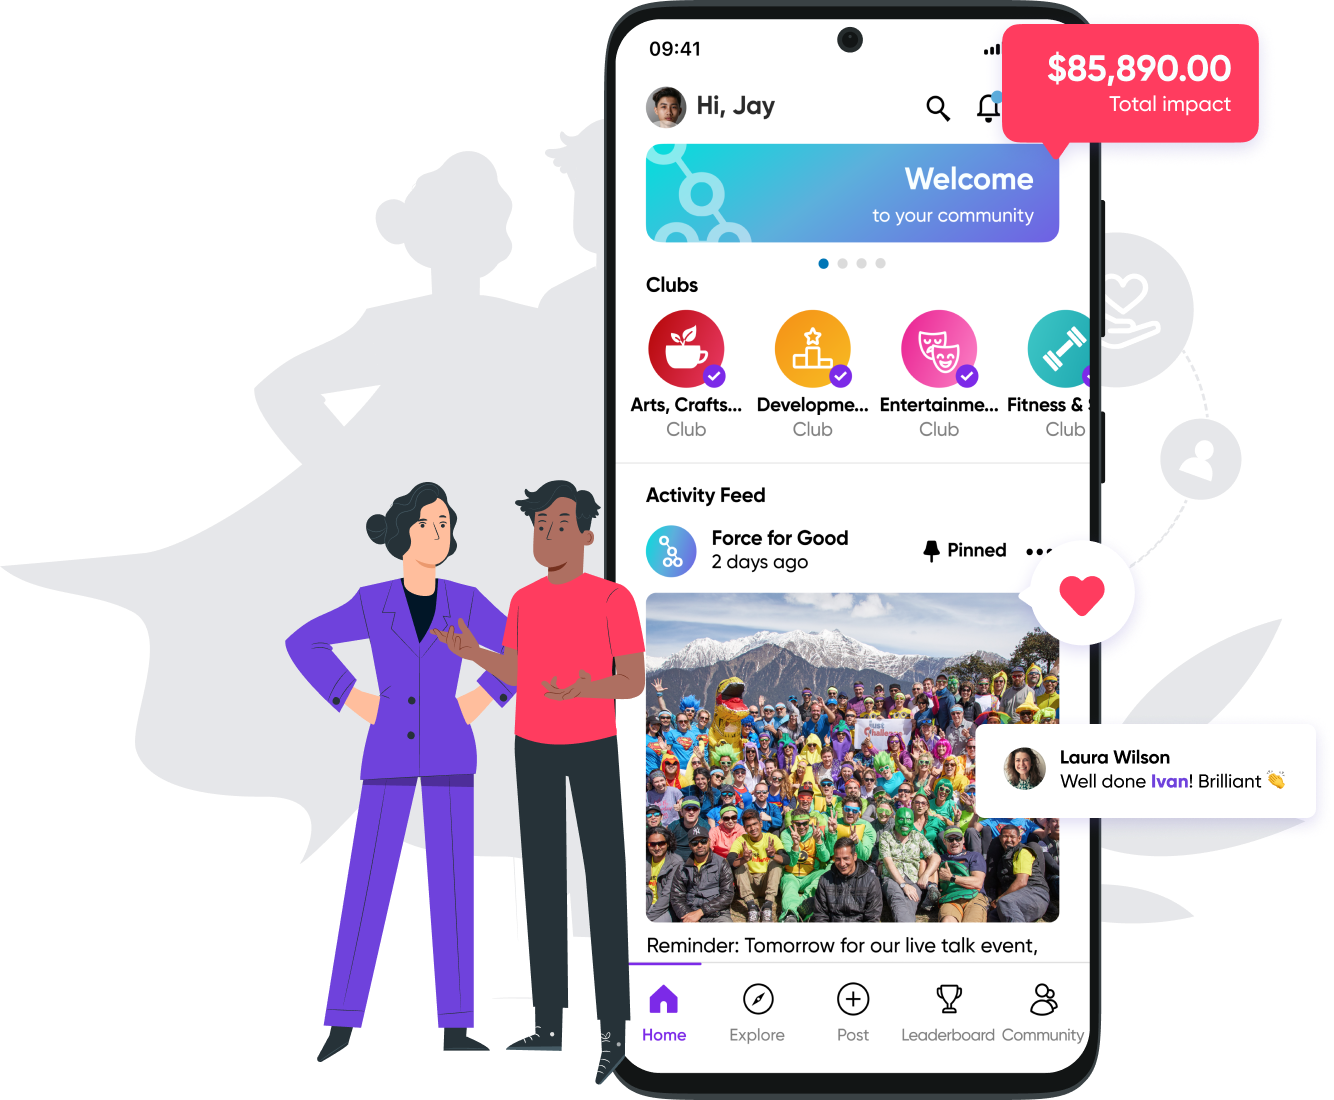 09:41
$85,890.00
Total impact
Hi, Jay
Welcome
to your community
Clubs
Arts, Crafts... Developme... Entertainme... Fitness &
Club Club Club Club
Activity Feed
Force for Good
2 days ago
Pinned
Laura Wilson
Well done Ivan! Brilliant 👏
Reminder: Tomorrow for our live talk event,
Home Explore Post Leaderboard Community